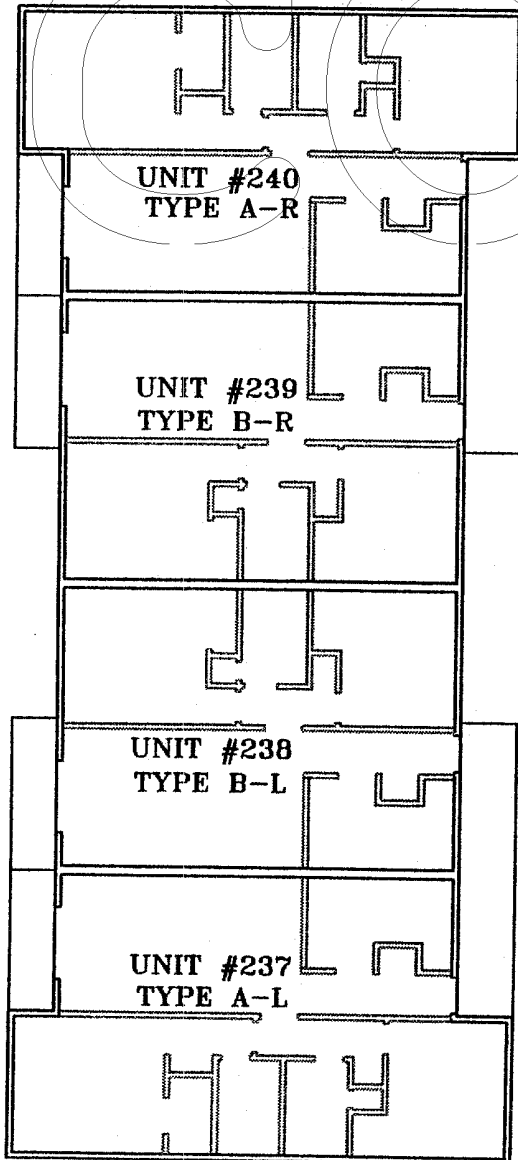 UNIT #240
TYPE A-R
UNIT #239
TYPE B-R
UNIT #238
TYPE B-L
UNIT #237
TYPE A-L